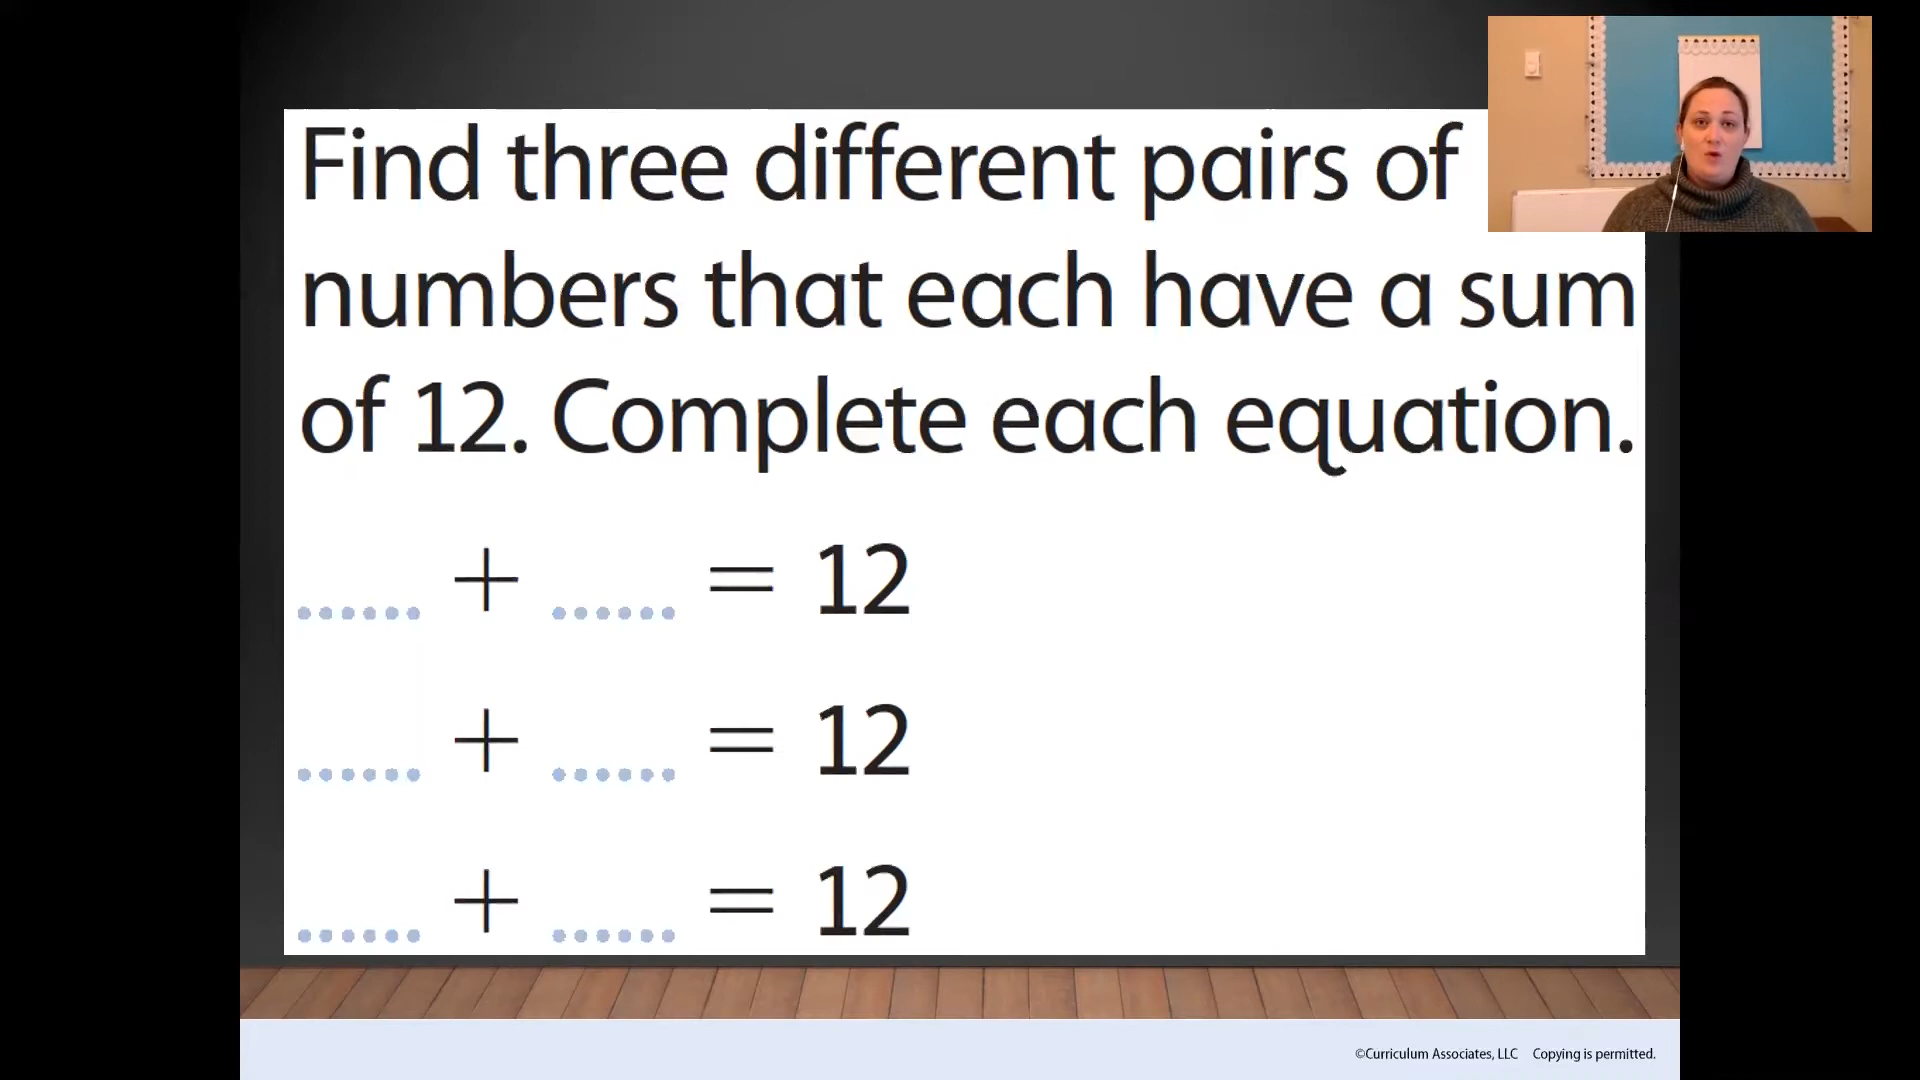 Find three different pairs of
numbers that each have a sum
of 12. Complete each equation.
...... + ...... = 12
...... + ...... = 12
...... + ...... = 12
©Curriculum Associates, LLC Copying is permitted.